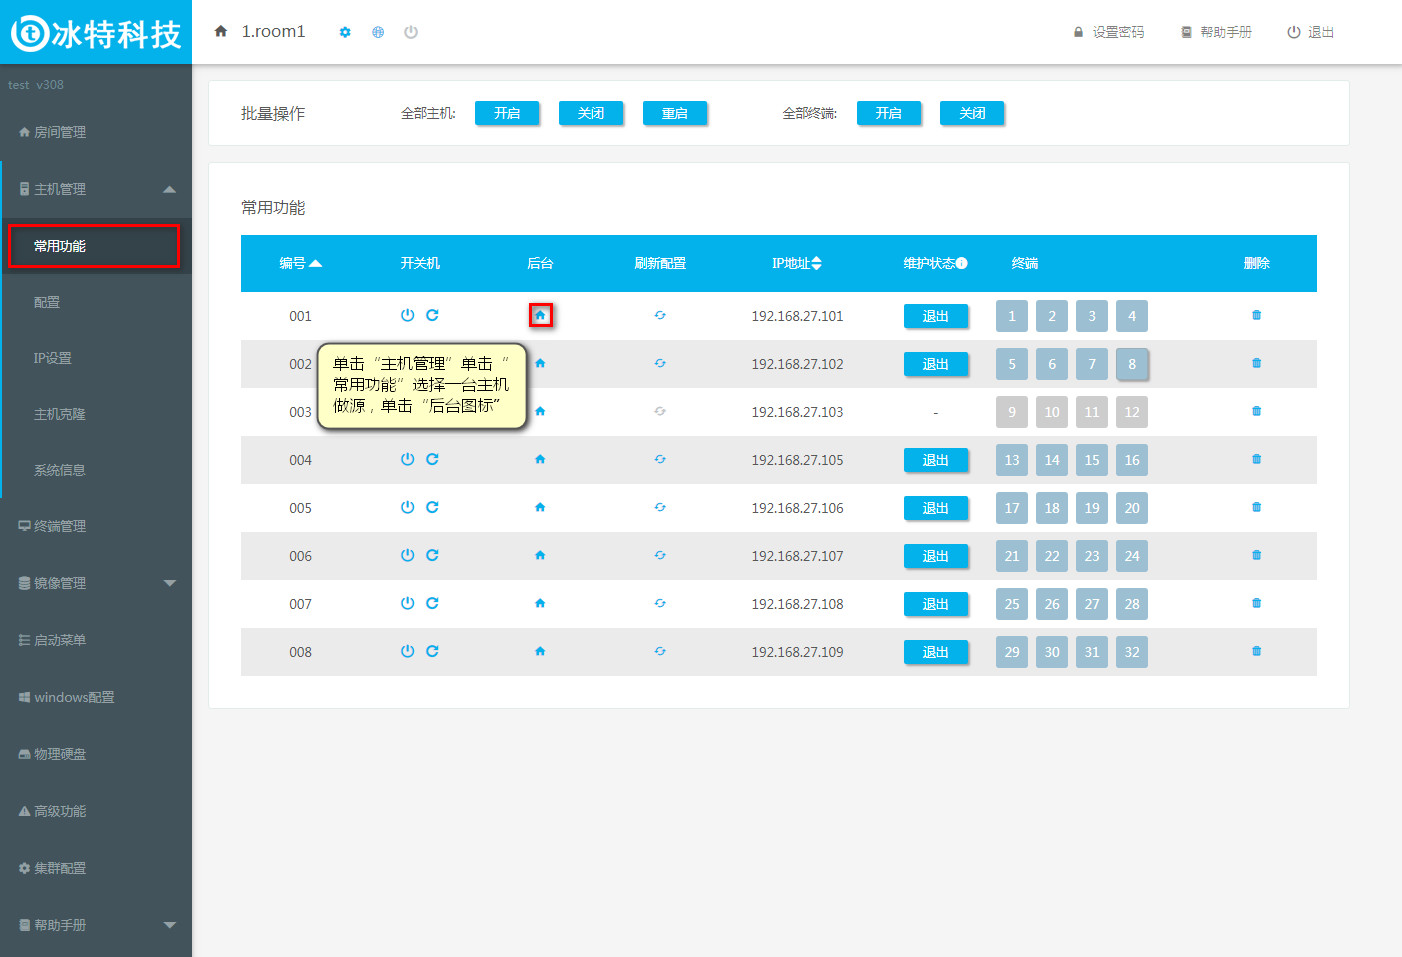 冰特科技
1.room1
设置密码
帮助手册
退出
test v308
房间管理
主机管理
常用功能
配置
IP设置
主机克隆
系统信息
终端管理
镜像管理
启动菜单
windows配置
物理硬盘
高级功能
集群配置
帮助手册
批量操作 全部主机: 开启 关闭 重启 全部终端: 开启 关闭
常用功能
编号 开关机 后台 刷新配置 IP地址 维护状态 终端 删除
001 192.168.27.101 退出 1 2 3 4
002 192.168.27.102 退出 5 6 7 8
003 192.168.27.103 - 9 10 11 12
004 192.168.27.105 退出 13 14 15 16
005 192.168.27.106 退出 17 18 19 20
006 192.168.27.107 退出 21 22 23 24
007 192.168.27.108 退出 25 26 27 28
008 192.168.27.109 退出 29 30 31 32
单击“主机管理”单击“
常用功能”选择一台主机
做源，单击“后台图标”